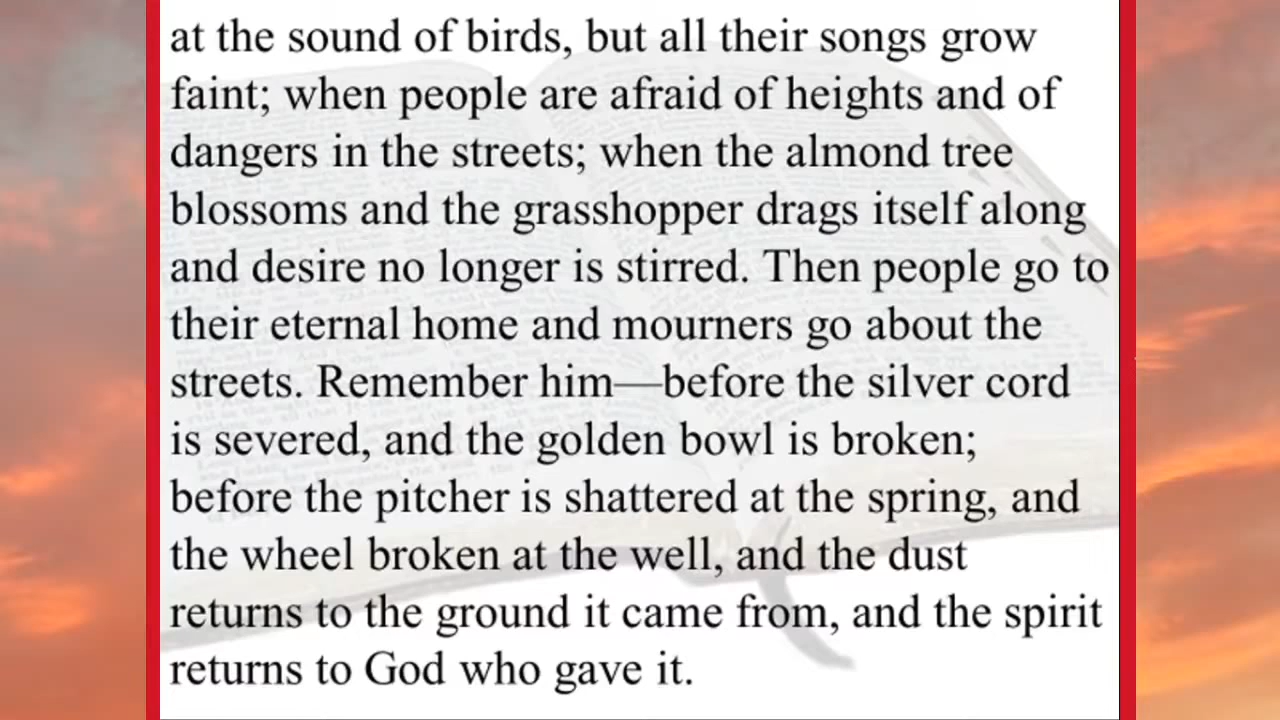 at the sound of birds, but all their songs grow
faint; when people are afraid of heights and of
dangers in the streets; when the almond tree
blossoms and the grasshopper drags itself along
and desire no longer is stirred. Then people go to
their eternal home and mourners go about the
streets. Remember him—before the silver cord
is severed, and the golden bowl is broken;
before the pitcher is shattered at the spring, and
the wheel broken at the well, and the dust
returns to the ground it came from, and the spirit
returns to God who gave it.